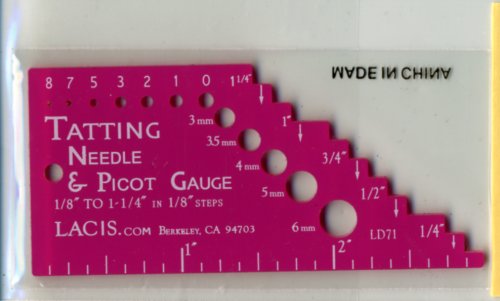 MADE IN CHINA
8 7 5 3 2 1 0 1¼"
3 mm
1"
3.5 mm
TATTING
NEEDLE
& PICOT GAUGE
4 mm
3/4"
5 mm
1/2"
1/8" TO 1-1/4" IN 1/8" STEPS
LACIS.COM BERKELEY, CA 94703
6 mm
LD71
1/4"
1"
2"